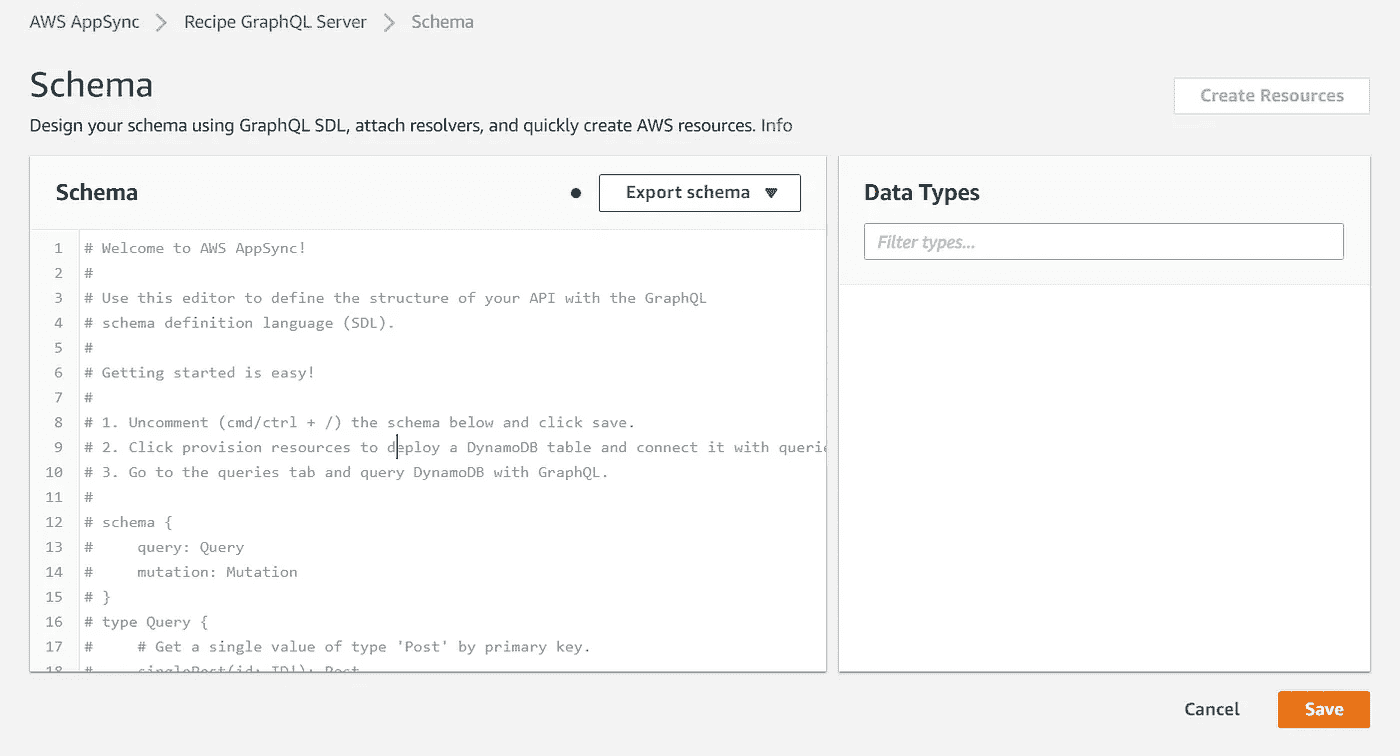 AWS AppSync > Recipe GraphQL Server > Schema
Schema
Create Resources
Design your schema using GraphQL SDL, attach resolvers, and quickly create AWS resources. Info
Schema
Export schema ▼
Data Types
Filter types...
1 # Welcome to AWS AppSync!
2 #
3 # Use this editor to define the structure of your API with the GraphQL
4 # schema definition language (SDL).
5 #
6 # Getting started is easy!
7 #
8 # 1. Uncomment (cmd/ctrl + /) the schema below and click save.
9 # 2. Click provision resources to deploy a DynamoDB table and connect it with querie
10 # 3. Go to the queries tab and query DynamoDB with GraphQL.
11 #
12 # schema {
13 #     query: Query
14 #     mutation: Mutation
15 # }
16 # type Query {
17 #     # Get a single value of type 'Post' by primary key.
18 #     singlePost(id: ID!): Post
Cancel
Save